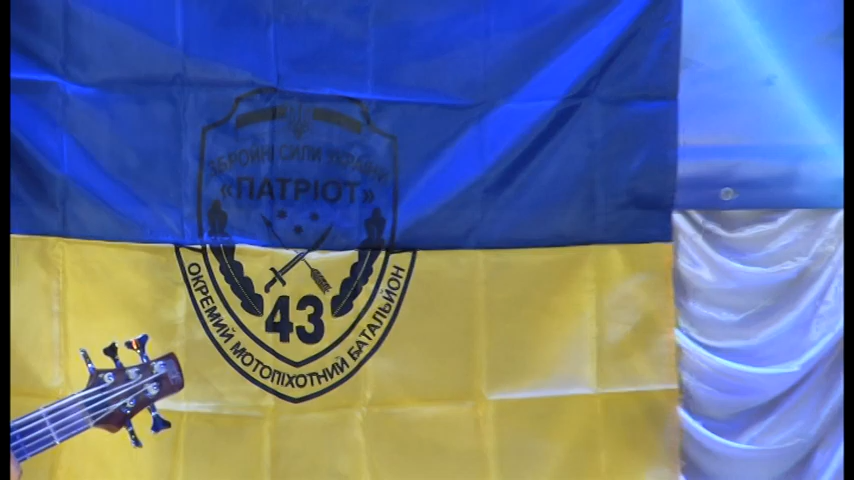 ЗБРОЙНІ СИЛИ УКРАЇНИ
«ПАТРІОТ»
43
ОКРЕМИЙ МОТОПІХОТНИЙ БАТАЛЬЙОН